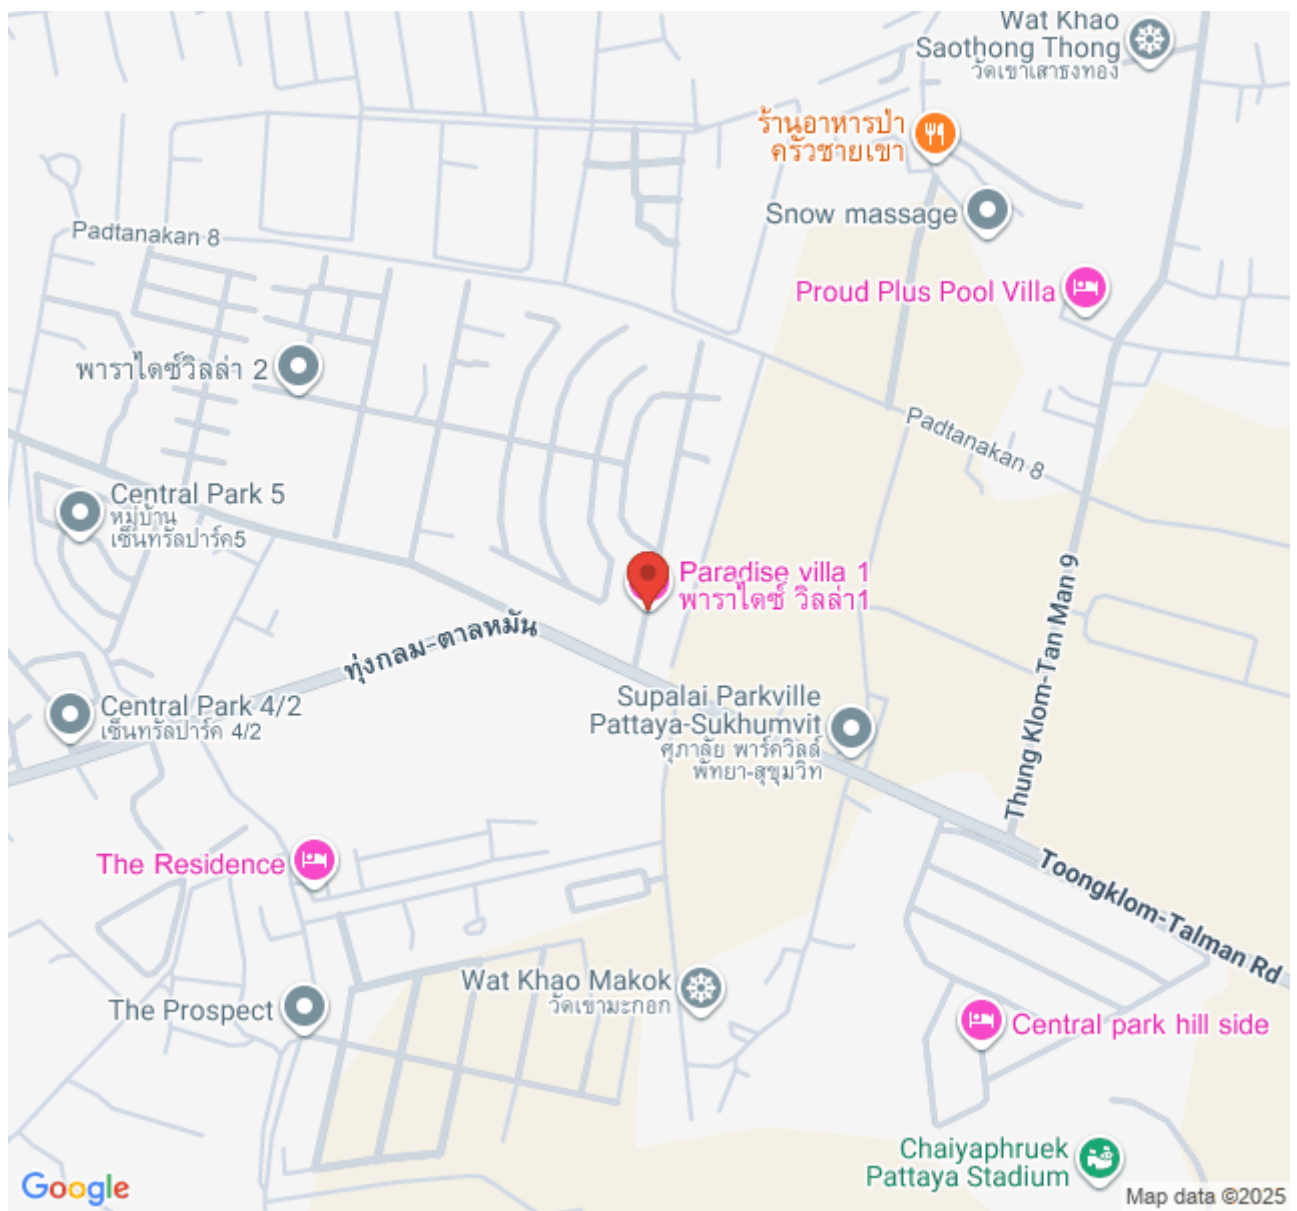 Wat Khao
Saothong Thong
วัดเขาเสาธงทอง
ร้านอาหารป่า
ครัวชายเขา
Snow massage
Padtanakan 8
Proud Plus Pool Villa
พาราไดซ์วิลล่า 2
Padtanakan 8
Central Park 5
หมู่บ้าน
เซ็นทรัลปาร์ค5
Paradise villa 1
พาราไดซ์ วิลล่า1
Thung Klom-Tan Man 9
ทุ่งกลม-ตาลหมัน
Central Park 4/2
เซ็นทรัลปาร์ค 4/2
Supalai Parkville
Pattaya-Sukhumvit
ศุภาลัย พาร์ควิลล์
พัทยา-สุขุมวิท
The Residence
Toongklom-Talman Rd
Wat Khao Makok
วัดเขามะกอก
The Prospect
Central park hill side
Chaiyaphruek
Pattaya Stadium
Google
Map data ©2025